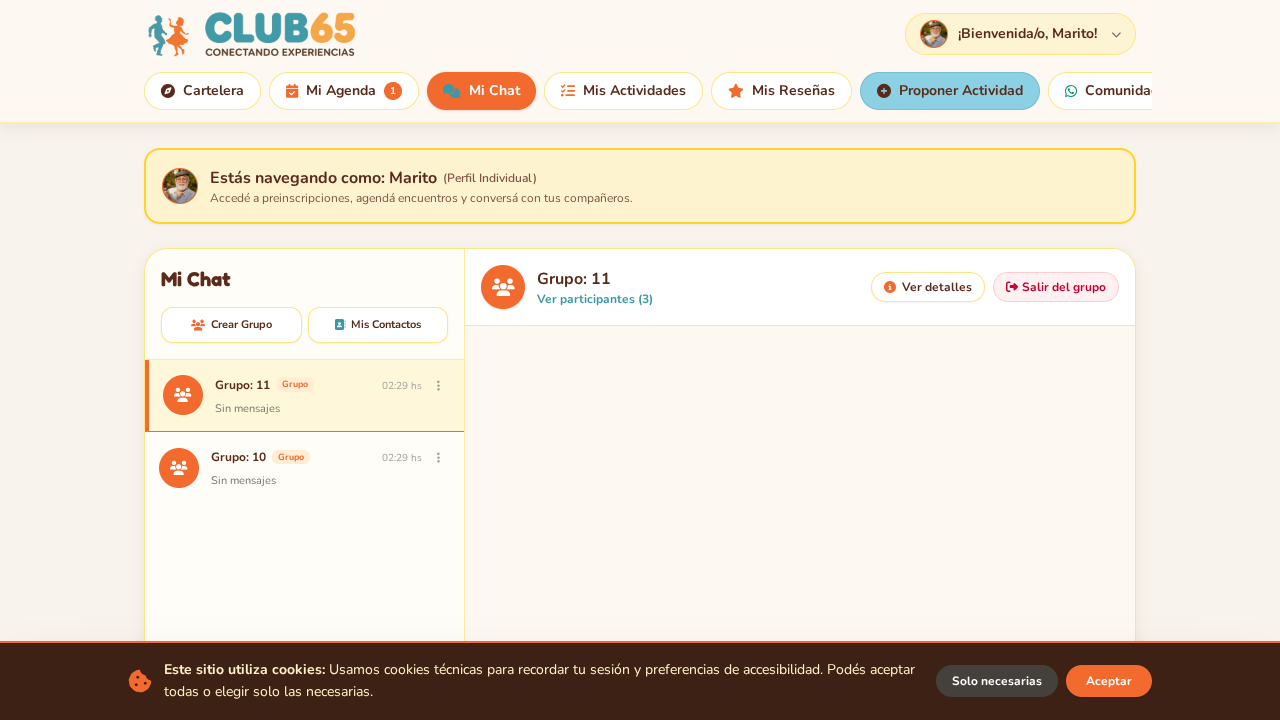 CLUB65
CONECTANDO EXPERIENCIAS
¡Bienvenida/o, Marito!
Cartelera
Mi Agenda 1
Mi Chat
Mis Actividades
Mis Reseñas
Proponer Actividad
Estás navegando como: Marito (Perfil Individual)
Accedé a preinscripciones, agendá encuentros y conversá con tus compañeros.
Mi Chat
Crear Grupo
Mis Contactos
Grupo: 11 Grupo 02:29 hs
Sin mensajes
Grupo: 10 Grupo 02:29 hs
Sin mensajes
Grupo: 11
Ver participantes (3)
Ver detalles
Salir del grupo
Este sitio utiliza cookies: Usamos cookies técnicas para recordar tu sesión y preferencias de accesibilidad. Podés aceptar
todas o elegir solo las necesarias.
Solo necesarias
Aceptar